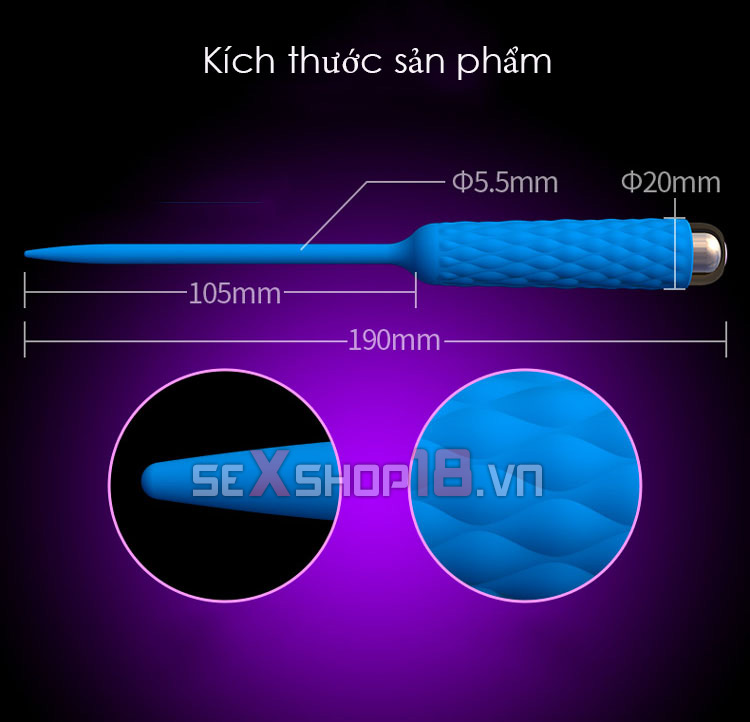 Kích thước sản phẩm
Φ5.5mm
Φ20mm
105mm
190mm
seXshop18.vn